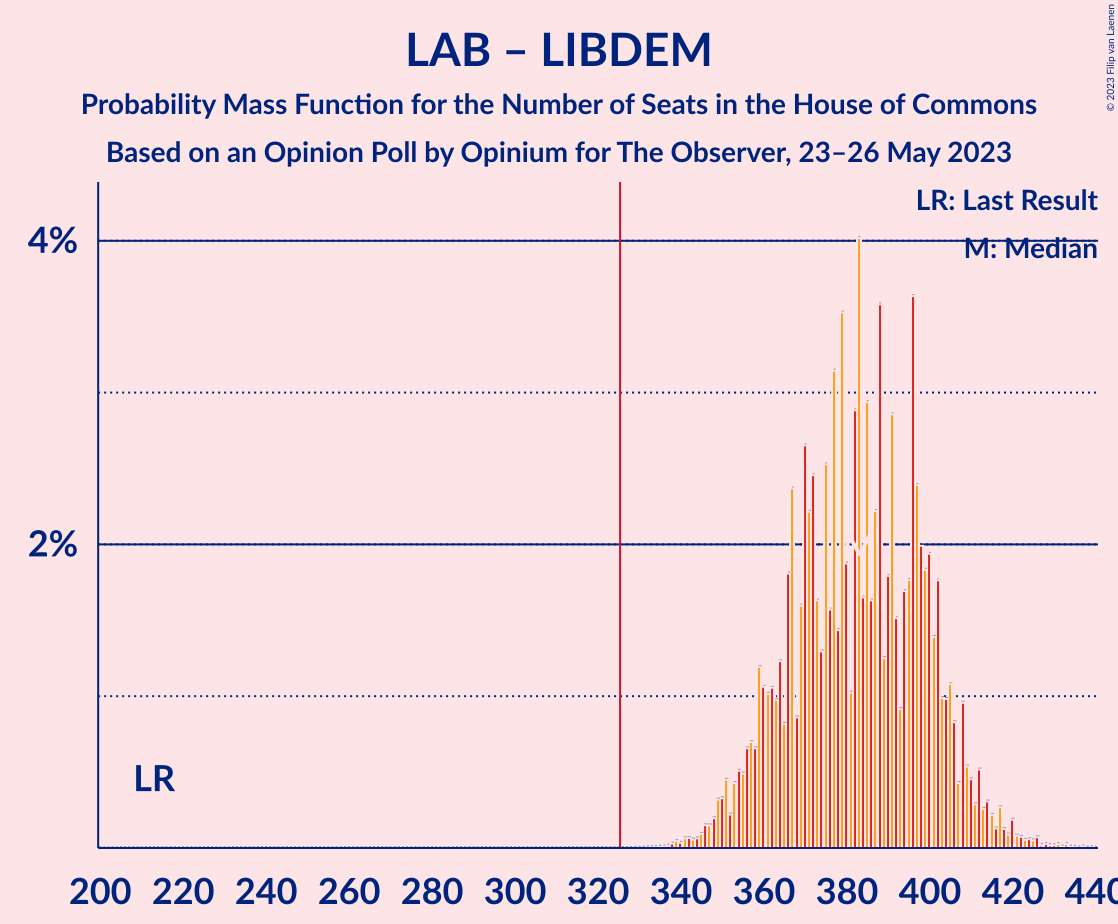 LAB – LIBDEM
Probability Mass Function for the Number of Seats in the House of Commons
Based on an Opinion Poll by Opinium for The Observer, 23–26 May 2023
© 2023 Filip van Laenen
LR: Last Result
M: Median
4%
2%
LR
200 220 240 260 280 300 320 340 360 380 400 420 440